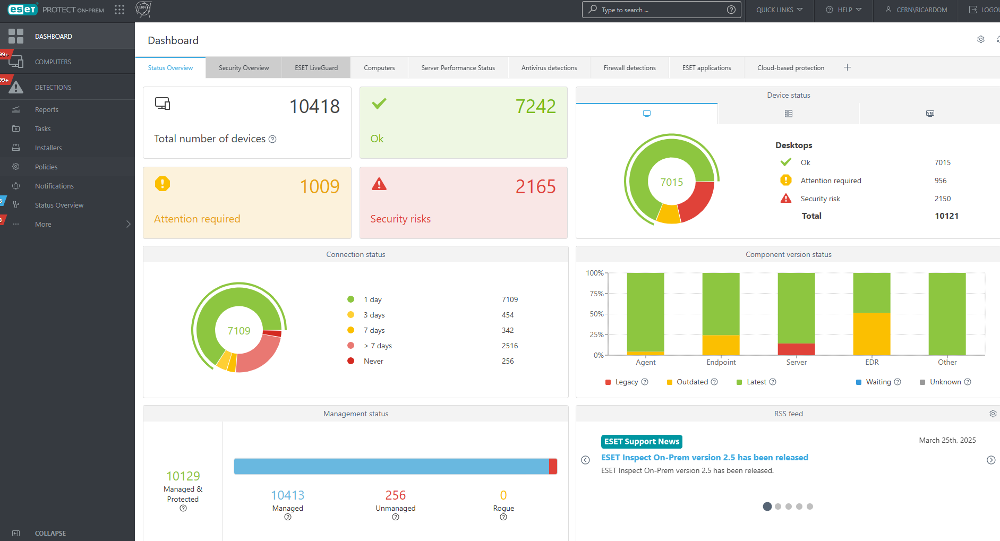 eset PROTECT ON-PREM
CERN
Type to search ...
QUICK LINKS
HELP
CERN\RICARDOM
LOGOU
DASHBOARD
99+
COMPUTERS
99+
DETECTIONS
Reports
Tasks
Installers
Policies
Notifications
Status Overview
More
COLLAPSE
Dashboard
Status Overview
Security Overview
ESET LiveGuard
Computers
Server Performance Status
Antivirus detections
Firewall detections
ESET applications
Cloud-based protection
10418
Total number of devices
7242
Ok
1009
Attention required
2165
Security risks
Device status
VM
7015
Desktops
Ok 7015
Attention required 956
Security risk 2150
Total 10121
Connection status
7109
1 day 7109
3 days 454
7 days 342
> 7 days 2516
Never 256
Component version status
100%
75%
50%
25%
0%
Agent Endpoint Server EDR Other
Legacy Outdated Latest Waiting Unknown
Management status
10129
Managed &
Protected
10413
Managed
256
Unmanaged
0
Rogue
RSS feed
ESET Support News
March 25th, 2025
ESET Inspect On-Prem version 2.5 has been released
ESET Inspect On-Prem version 2.5 has been released.